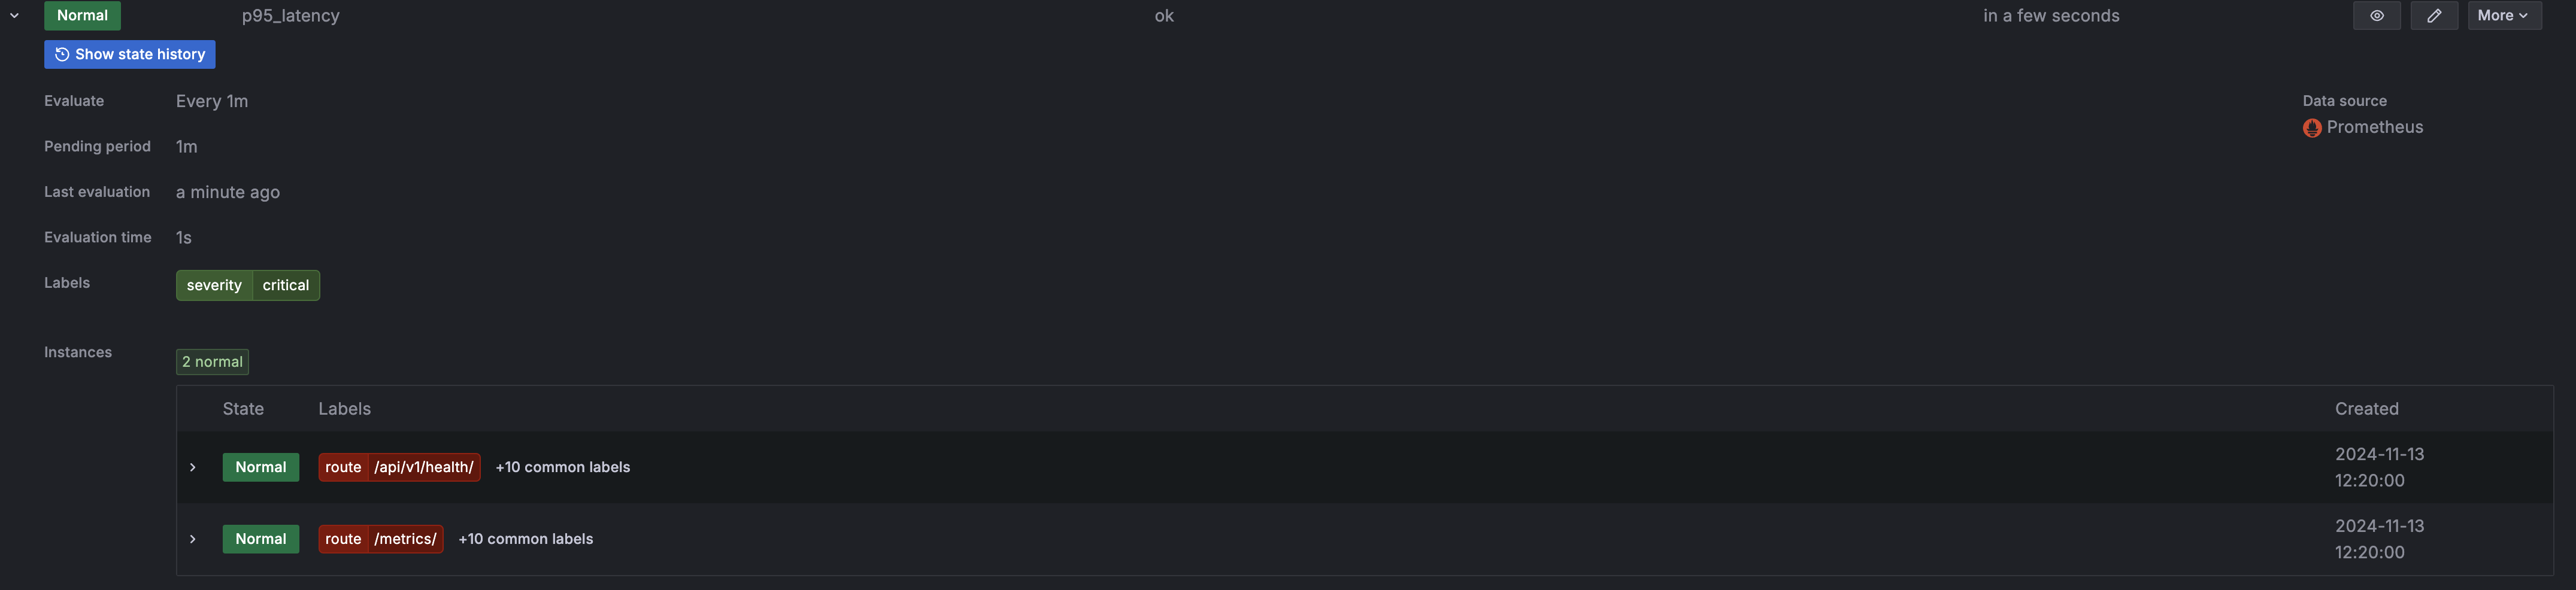 Normal p95_latency ok in a few seconds More
Show state history
Evaluate Every 1m Data source
Prometheus
Pending period 1m
Last evaluation a minute ago
Evaluation time 1s
Labels severity critical
Instances 2 normal
State Labels Created
Normal route /api/v1/health/ +10 common labels 2024-11-13
12:20:00
Normal route /metrics/ +10 common labels 2024-11-13
12:20:00